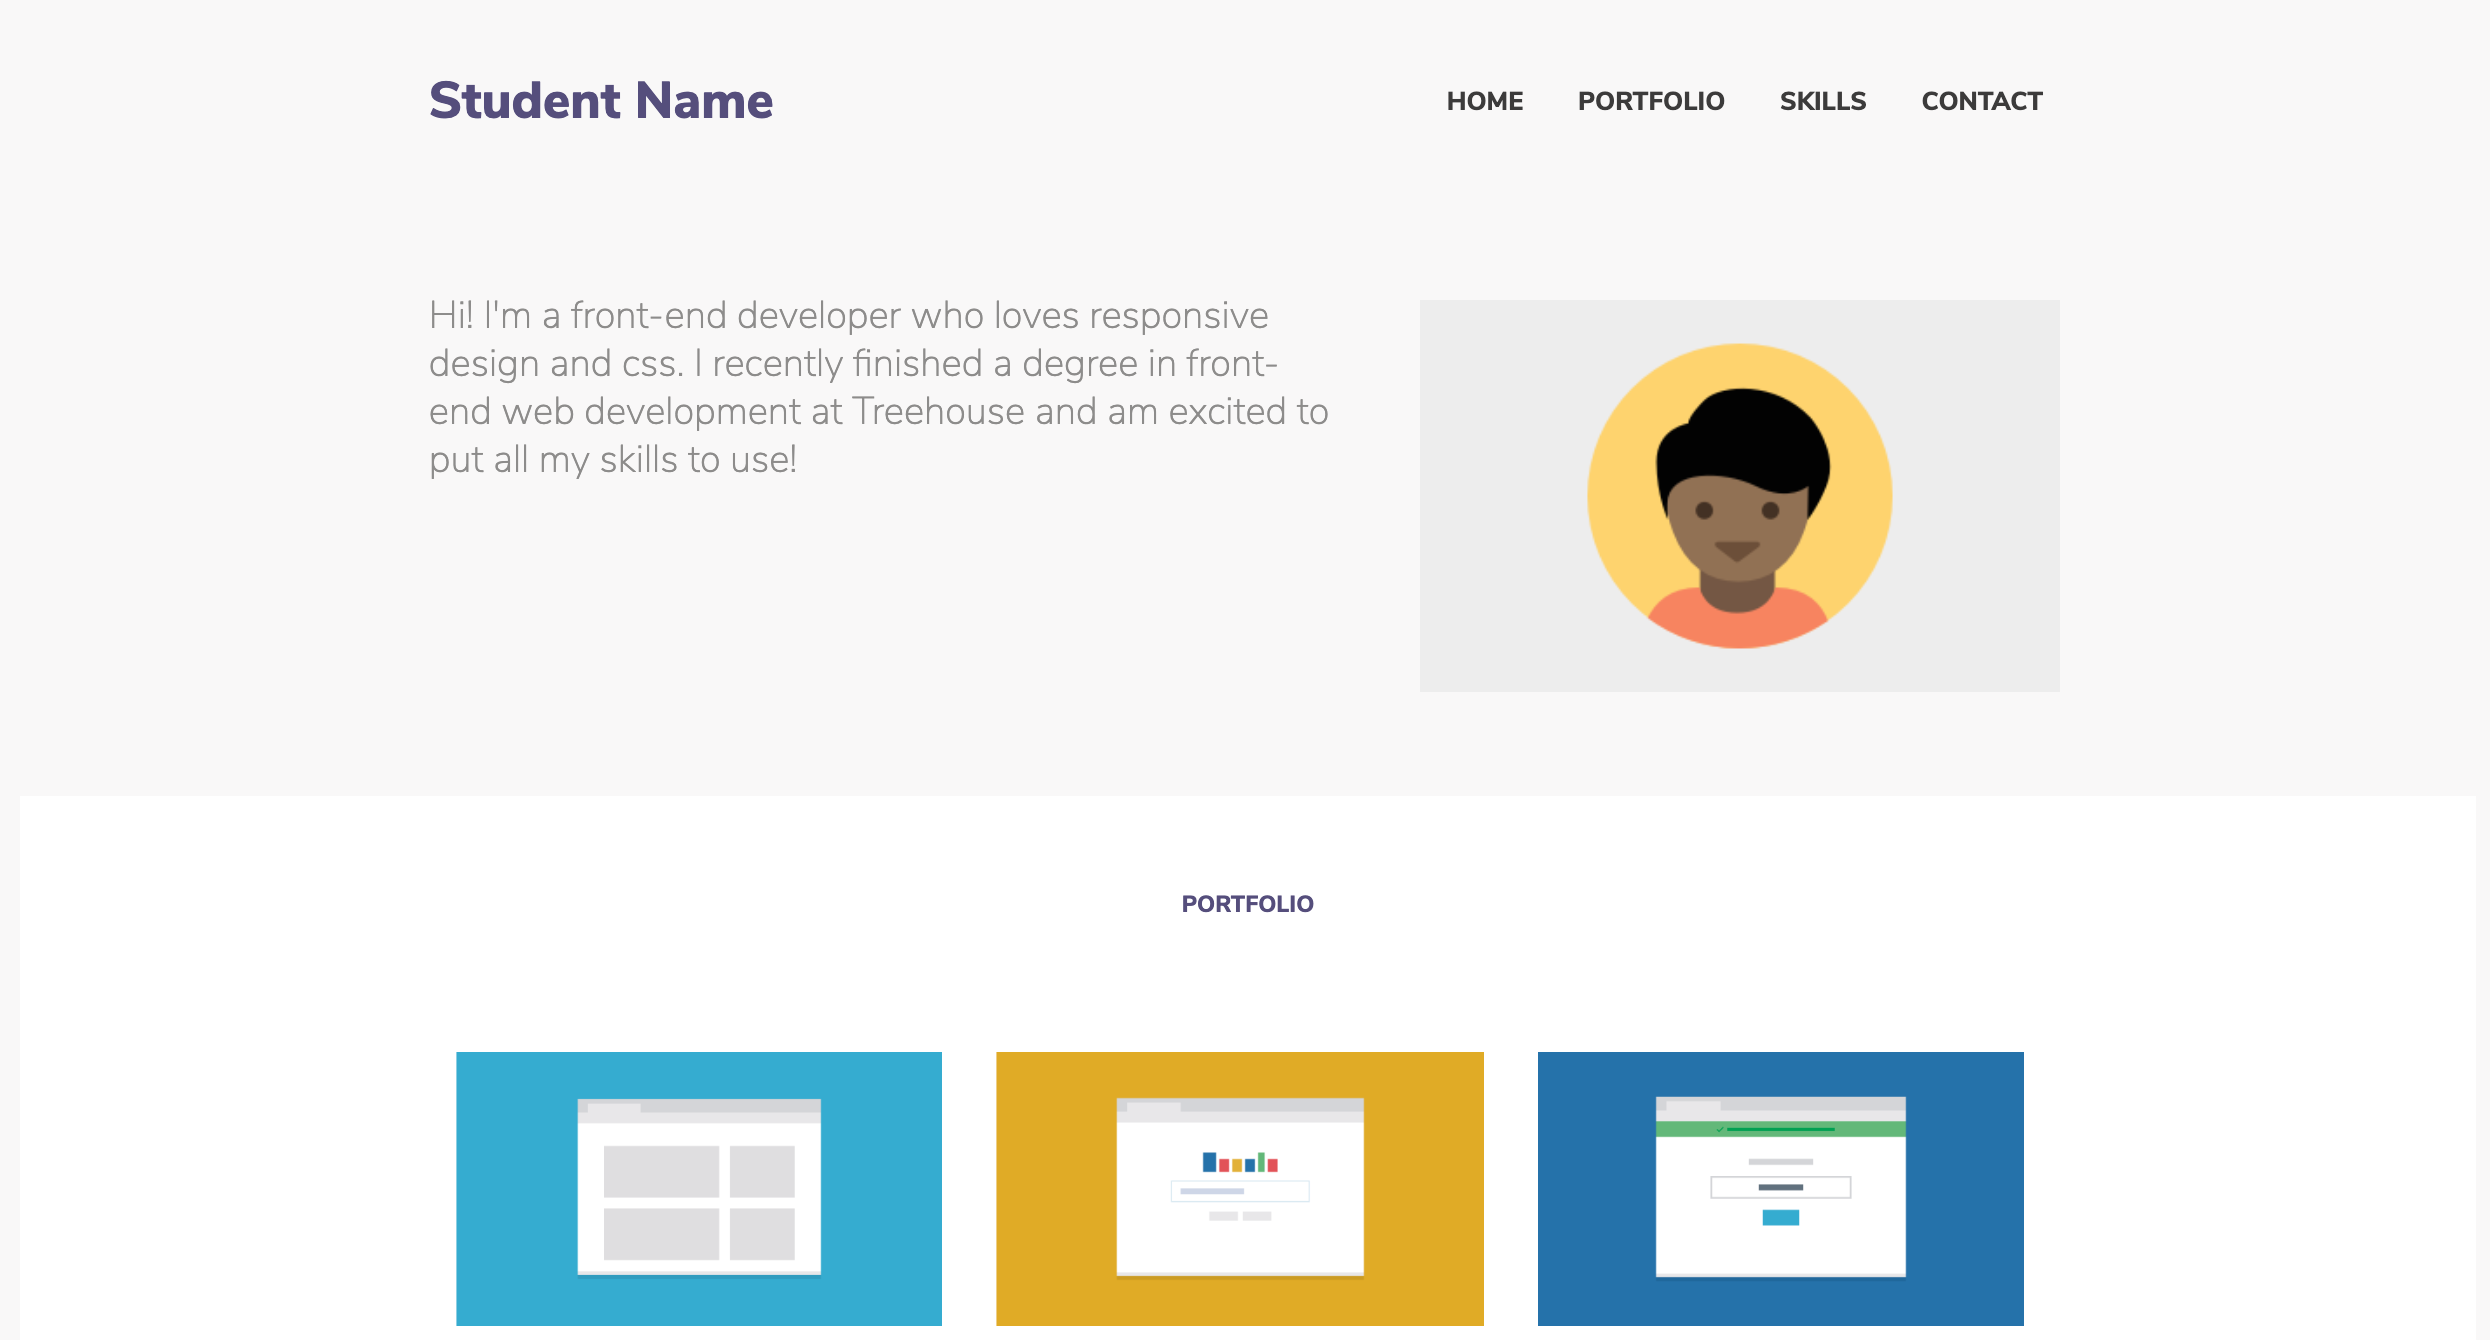 Student Name
HOME PORTFOLIO SKILLS CONTACT
Hi! I'm a front-end developer who loves responsive
design and css. I recently finished a degree in front-
end web development at Treehouse and am excited to
put all my skills to use!
PORTFOLIO